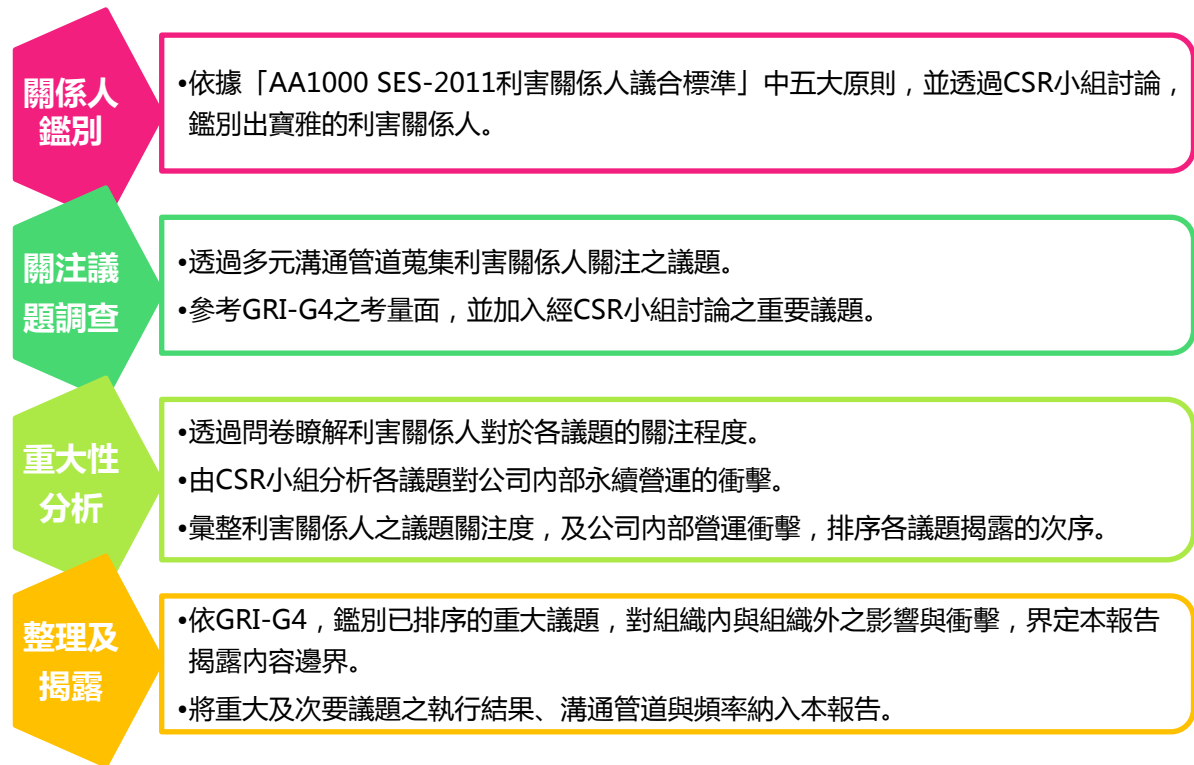 關係人
鑑別
•依據「AA1000 SES-2011利害關係人議合標準」中五大原則，並透過CSR小組討論，
鑑別出寶雅的利害關係人。
關注議
題調查
•透過多元溝通管道蒐集利害關係人關注之議題。
•參考GRI-G4之考量面，並加入經CSR小組討論之重要議題。
重大性
分析
•透過問卷瞭解利害關係人對於各議題的關注程度。
•由CSR小組分析各議題對公司內部永續營運的衝擊。
•彙整利害關係人之議題關注度，及公司內部營運衝擊，排序各議題揭露的次序。
整理及
揭露
•依GRI-G4，鑑別已排序的重大議題，對組織內與組織外之影響與衝擊，界定本報告
揭露內容邊界。
•將重大及次要議題之執行結果、溝通管道與頻率納入本報告。